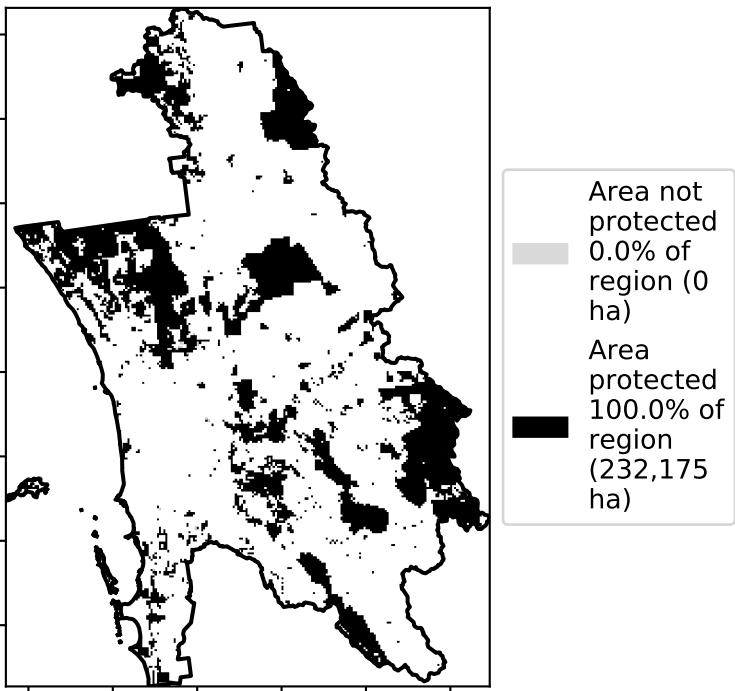 Area not
protected
0.0% of
region (0
ha)
Area
protected
100.0% of
region
(232,175
ha)